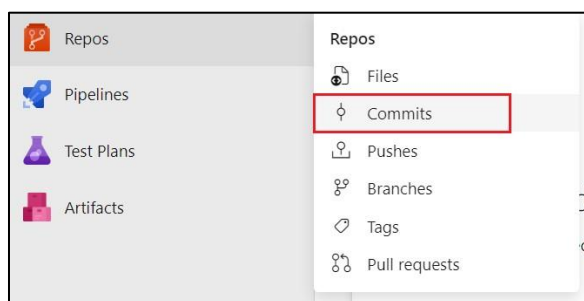 Repos
Pipelines
Test Plans
Artifacts
Repos
Files
Commits
Pushes
Branches
Tags
Pull requests